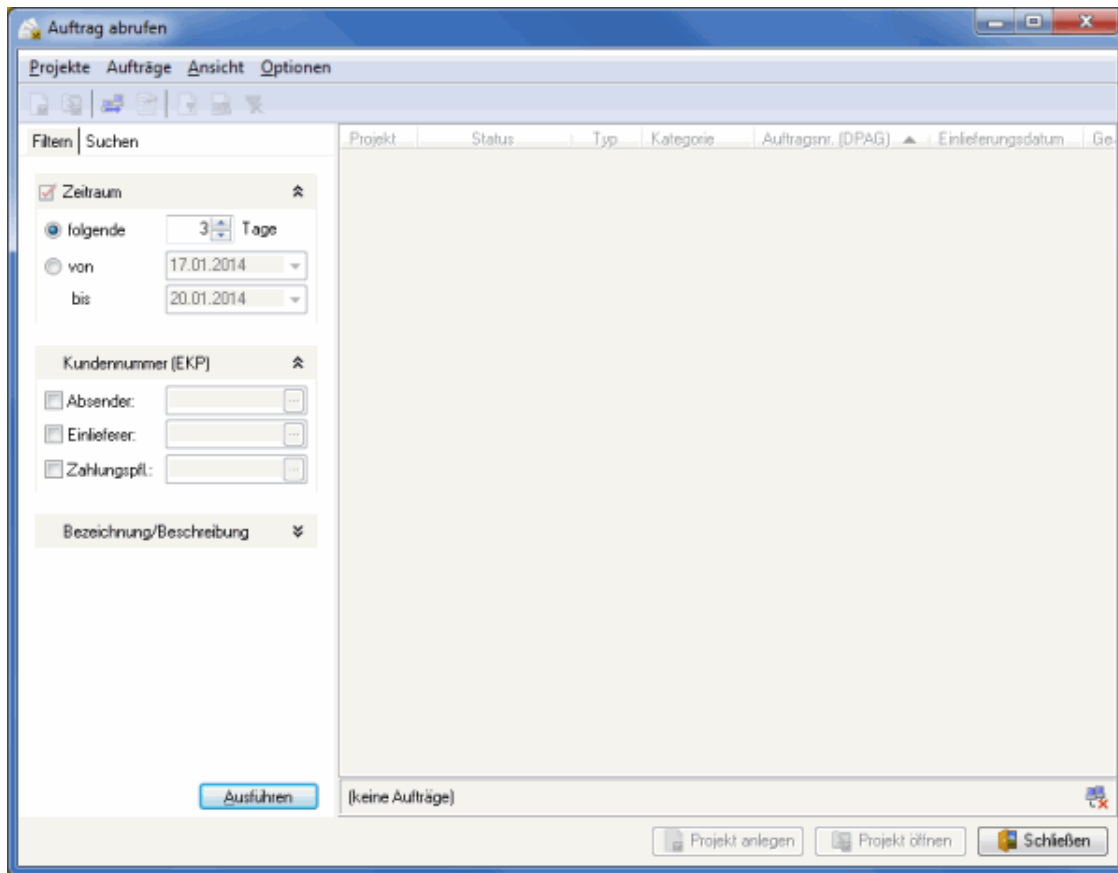 Auftrag abrufen
Projekte Aufträge Ansicht Optionen
Filtern Suchen
Projekt Status Typ Kategorie Auftragsnr. (DPAG) Einlieferungsdatum Ge.
Zeitraum
folgende 3 Tage
von 17.01.2014
bis 20.01.2014
Kundennummer (EKP)
Absender: ...
Einlieferer: ...
Zahlungspfl.: ...
Bezeichnung/Beschreibung
Ausführen (keine Aufträge)
Projekt anlegen Projekt öffnen Schließen